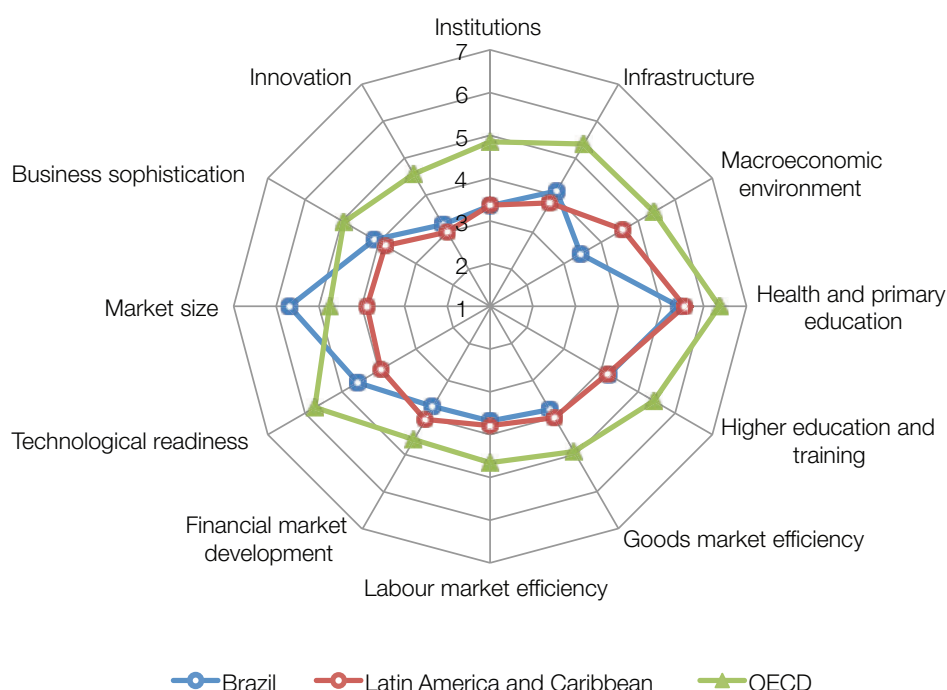 Institutions
7
Innovation
Infrastructure
6
5
Business sophistication
Macroeconomic
environment
4
3
2
Market size
1
Health and primary
education
Technological readiness
Higher education and
training
Financial market
development
Goods market efficiency
Labour market efficiency
Brazil
Latin America and Caribbean
OECD